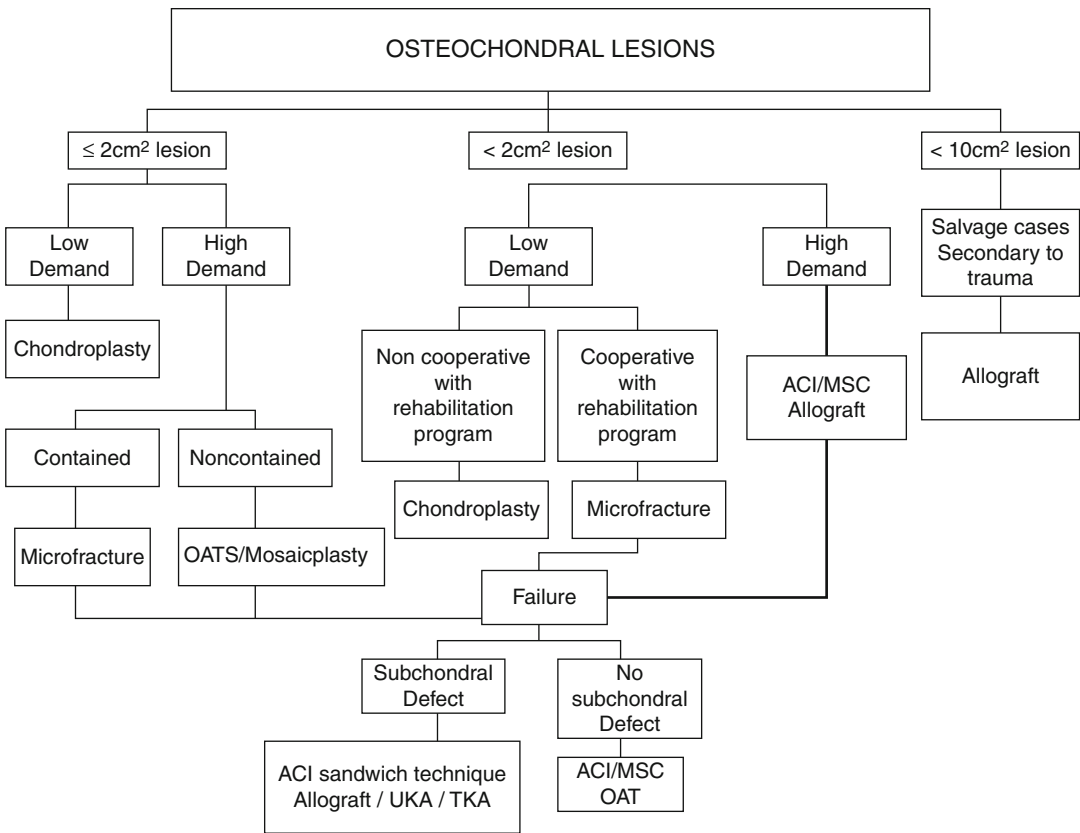 OSTEOCHONDRAL LESIONS
≤ 2cm² lesion
< 2cm² lesion
< 10cm² lesion
Low
Demand
High
Demand
Low
Demand
High
Demand
Salvage cases
Secondary to
trauma
Chondroplasty
Non cooperative
with
rehabilitation
program
Cooperative
with
rehabilitation
program
ACI/MSC
Allograft
Allograft
Contained
Noncontained
Chondroplasty
Microfracture
Microfracture
OATS/Mosaicplasty
Failure
Subchondral
Defect
No
subchondral
Defect
ACI sandwich technique
Allograft / UKA / TKA
ACI/MSC
OAT